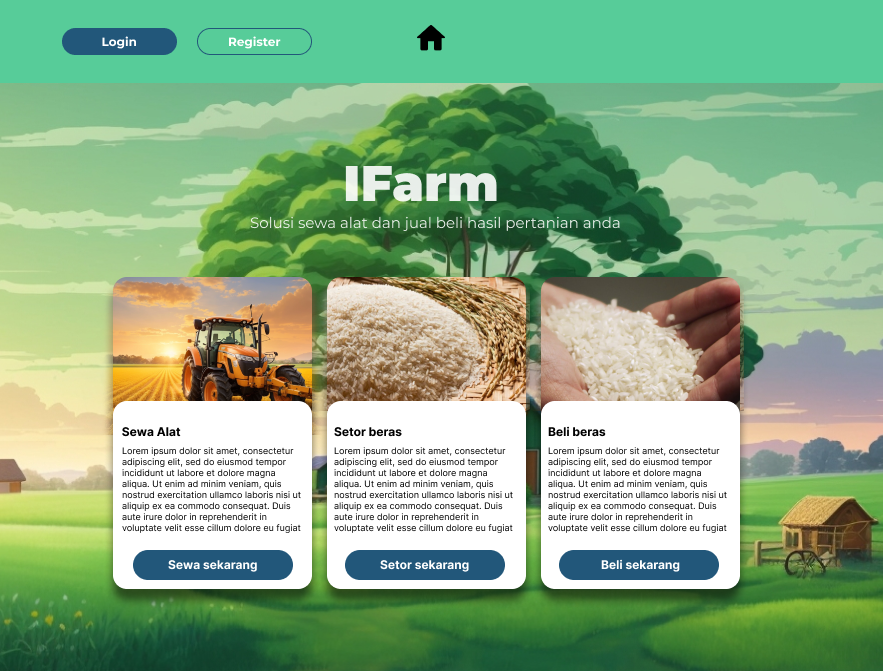 Login
Register
IFarm
Solusi sewa alat dan jual beli hasil pertanian anda
Sewa Alat
Lorem ipsum dolor sit amet, consectetur
adipiscing elit, sed do eiusmod tempor
incididunt ut labore et dolore magna
aliqua. Ut enim ad minim veniam, quis
nostrud exercitation ullamco laboris nisi ut
aliquip ex ea commodo consequat. Duis
aute irure dolor in reprehenderit in
voluptate velit esse cillum dolore eu fugiat
Sewa sekarang
Setor beras
Lorem ipsum dolor sit amet, consectetur
adipiscing elit, sed do eiusmod tempor
incididunt ut labore et dolore magna
aliqua. Ut enim ad minim veniam, quis
nostrud exercitation ullamco laboris nisi ut
aliquip ex ea commodo consequat. Duis
aute irure dolor in reprehenderit in
voluptate velit esse cillum dolore eu fugiat
Setor sekarang
Beli beras
Lorem ipsum dolor sit amet, consectetur
adipiscing elit, sed do eiusmod tempor
incididunt ut labore et dolore magna
aliqua. Ut enim ad minim veniam, quis
nostrud exercitation ullamco laboris nisi ut
aliquip ex ea commodo consequat. Duis
aute irure dolor in reprehenderit in
voluptate velit esse cillum dolore eu fugiat
Beli sekarang